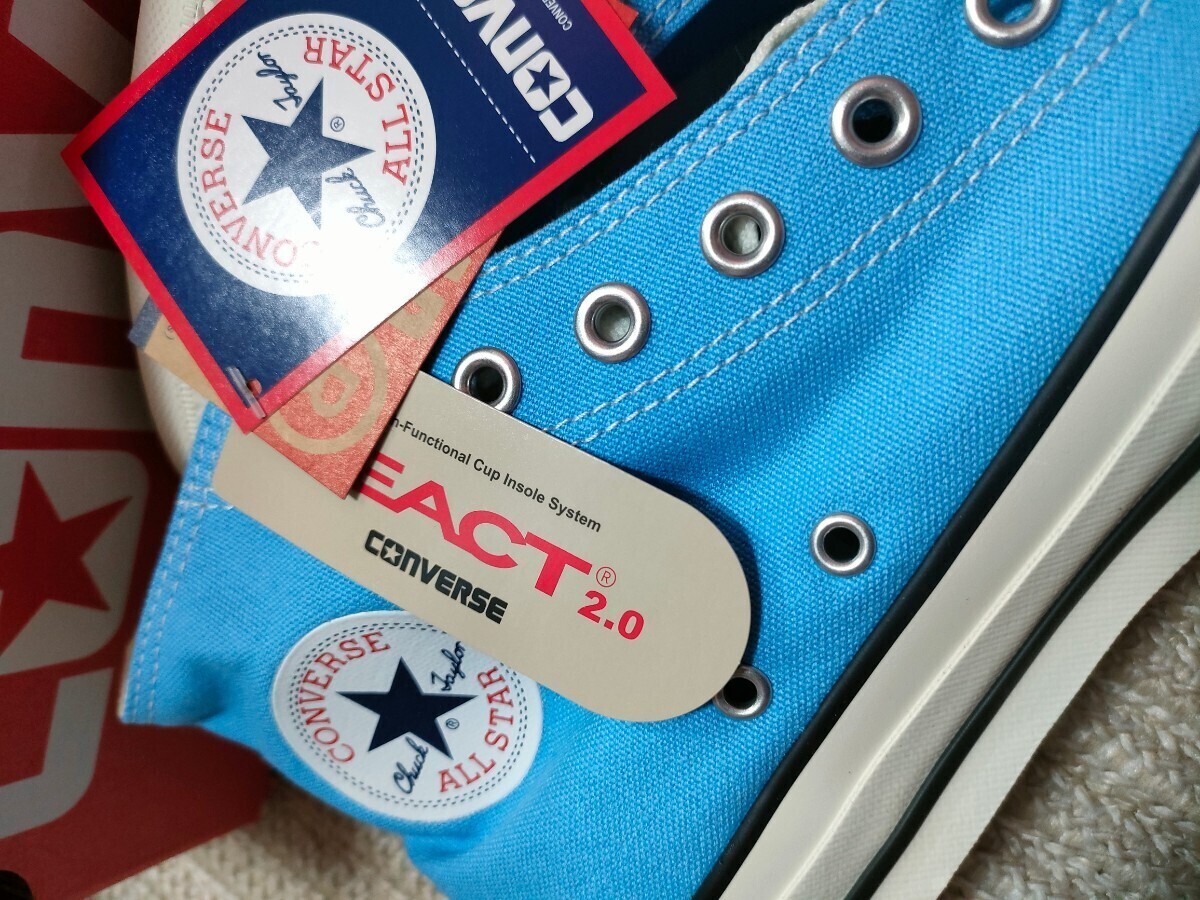 CONVERSE
CONVERSE
ALL STAR
Chuck Taylor
®
n-Functional Cup Insole System
EACT® 2.0
CONVERSE
CONVERSE
ALL STAR
Chuck Taylor
®